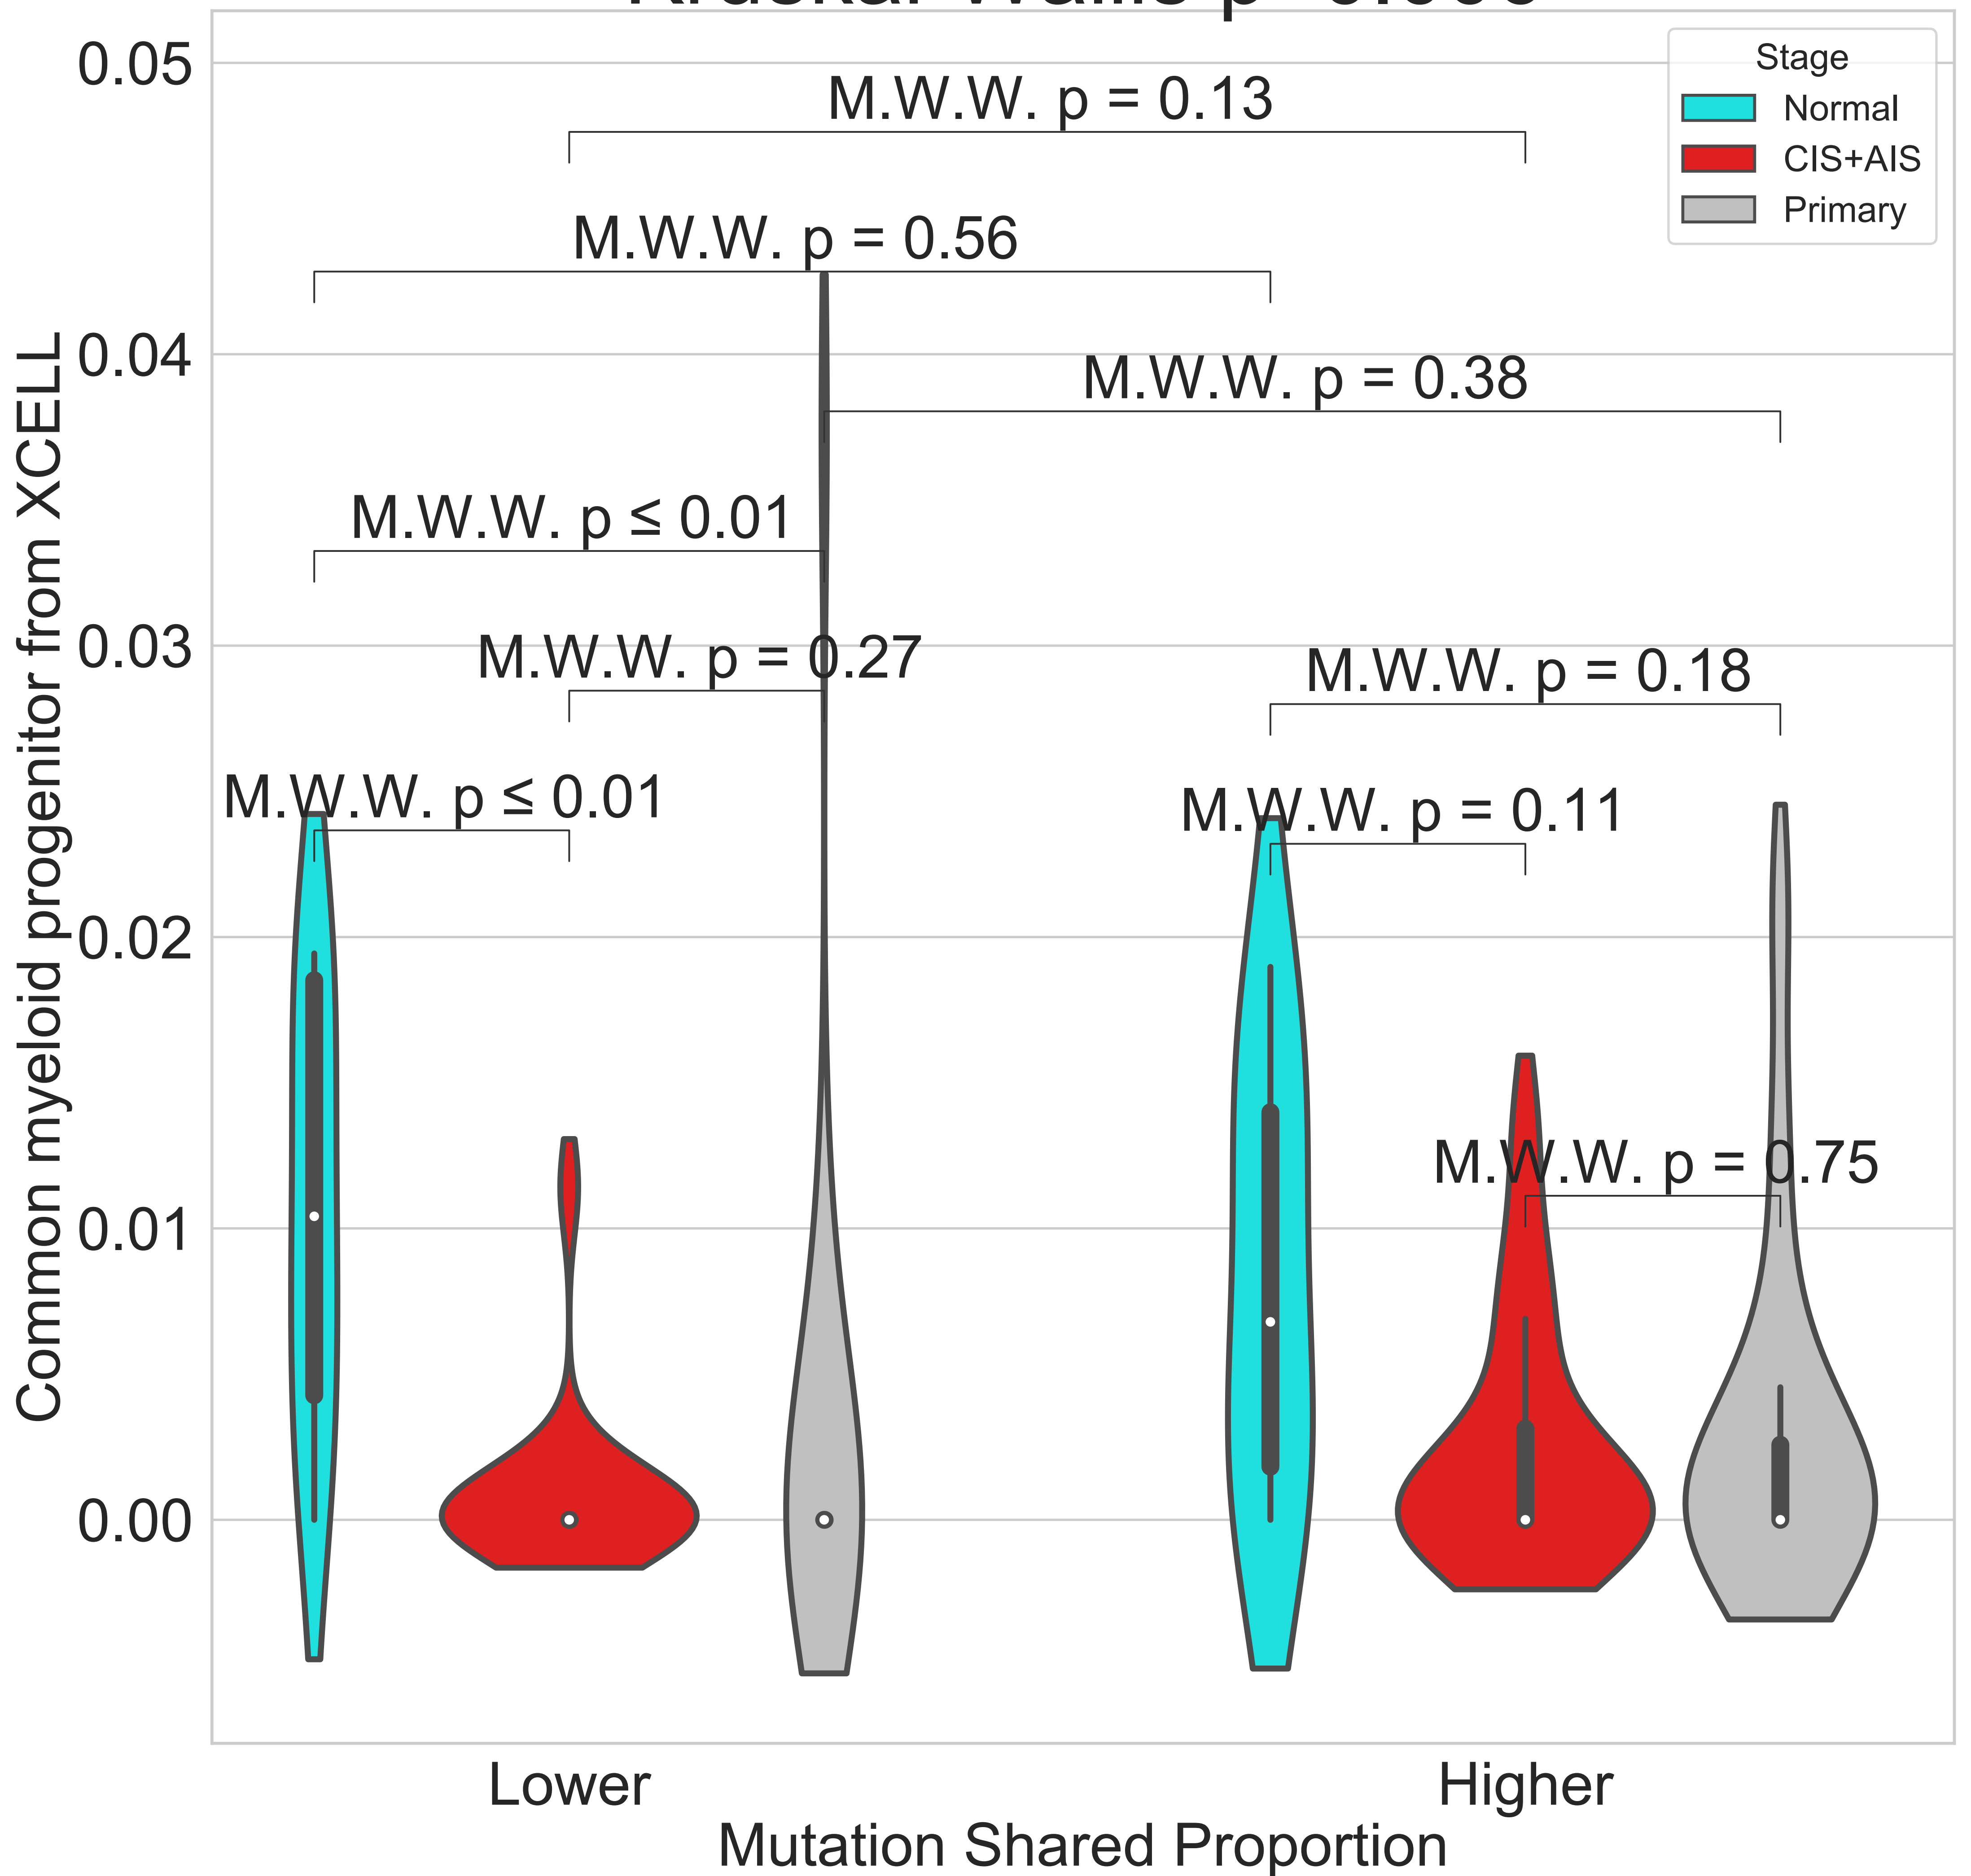 Stage
Normal
CIS+AIS
Primary
0.05
0.04
0.03
0.02
0.01
0.00
Common myeloid progenitor from XCELL
M.W.W. p = 0.13
M.W.W. p = 0.56
M.W.W. p = 0.38
M.W.W. p ≤ 0.01
M.W.W. p = 0.27
M.W.W. p = 0.18
M.W.W. p ≤ 0.01
M.W.W. p = 0.11
M.W.W. p = 0.75
Lower
Higher
Mutation Shared Proportion